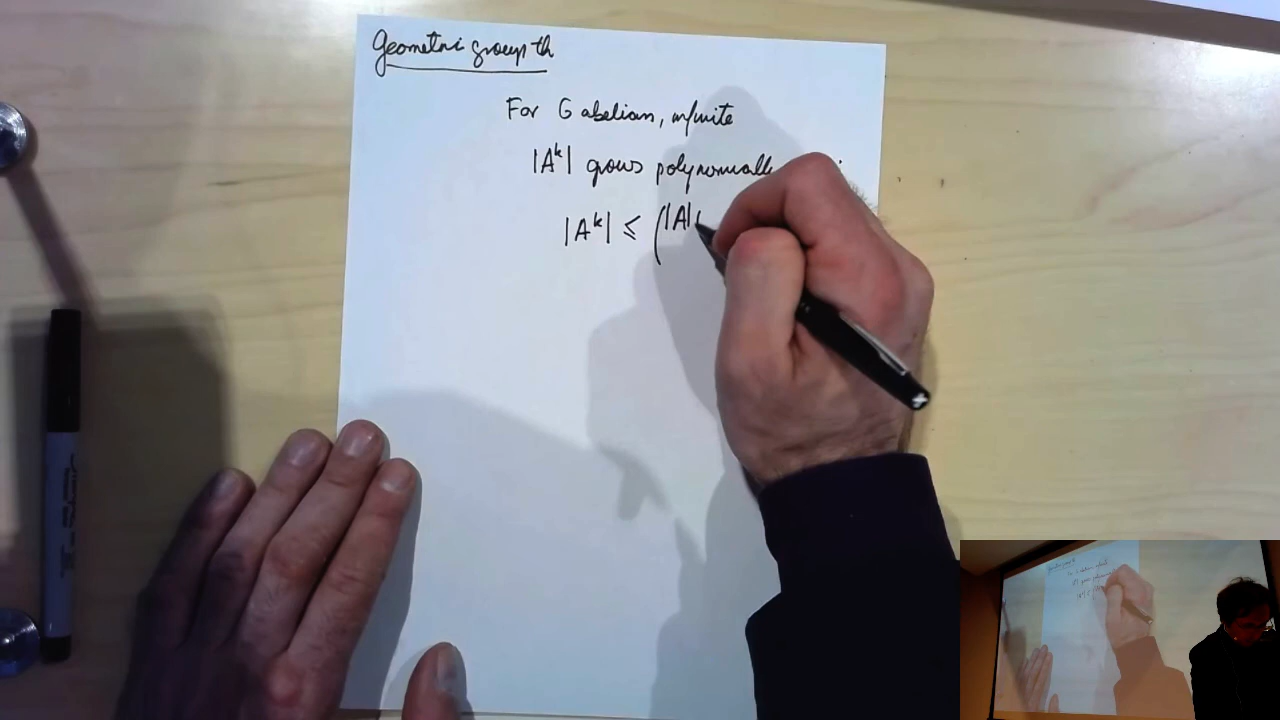 Geometric group th
For G abelian, infinite
|A^k| grows polynomially
|A^k| ≤ (|A|